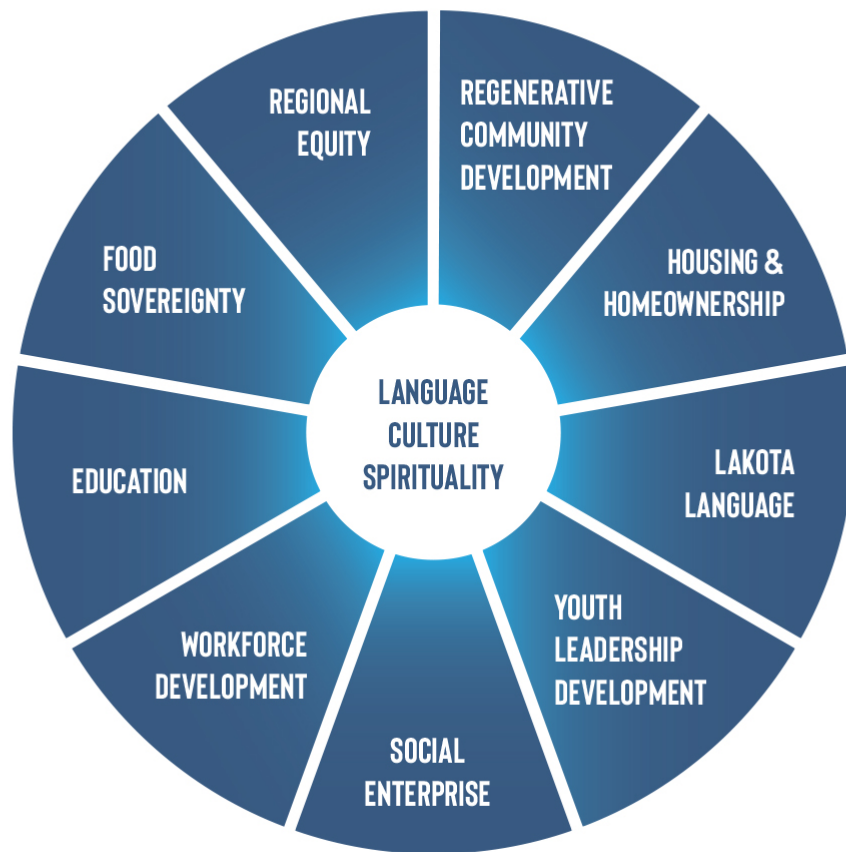 REGIONAL
EQUITY
REGENERATIVE
COMMUNITY
DEVELOPMENT
HOUSING &
HOMEOWNERSHIP
LAKOTA
LANGUAGE
YOUTH
LEADERSHIP
DEVELOPMENT
SOCIAL
ENTERPRISE
WORKFORCE
DEVELOPMENT
EDUCATION
FOOD
SOVEREIGNTY
LANGUAGE
CULTURE
SPIRITUALITY